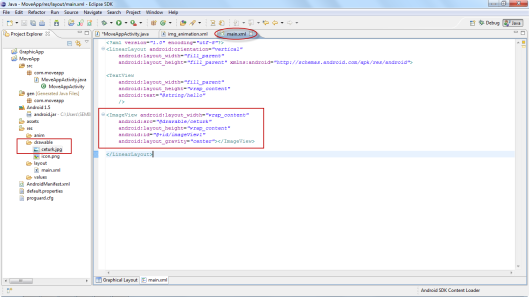 Java - MoveApp/res/layout/main.xml - Eclipse SDK
File Edit Refactor Run Source Navigate Search Project Window Help
Debug Java
Project Explorer
*MoveAppActivity.java img_animation.xml main.xml
GraphicApp
MoveApp
src
com.moveapp
MoveAppActivity.java
MoveAppActivity
gen [Generated Java Files]
com.moveapp
Android 1.5
android.jar - C:\Users\SEMB
assets
res
anim
drawable
ceturk.jpg
icon.png
layout
main.xml
values
AndroidManifest.xml
default.properties
proguard.cfg
<?xml version="1.0" encoding="utf-8"?>
<LinearLayout android:orientation="vertical"
android:layout_width="fill_parent"
android:layout_height="fill_parent" xmlns:android="http://schemas.android.com/apk/res/android">
<TextView
android:layout_width="fill_parent"
android:layout_height="wrap_content"
android:text="@string/hello"
/>
<ImageView android:layout_width="wrap_content"
android:src="@drawable/ceturk"
android:layout_height="wrap_content"
android:id="@+id/imageView1"
android:layout_gravity="center"></ImageView>
</LinearLayout>
Graphical Layout main.xml
Android SDK Content Loader